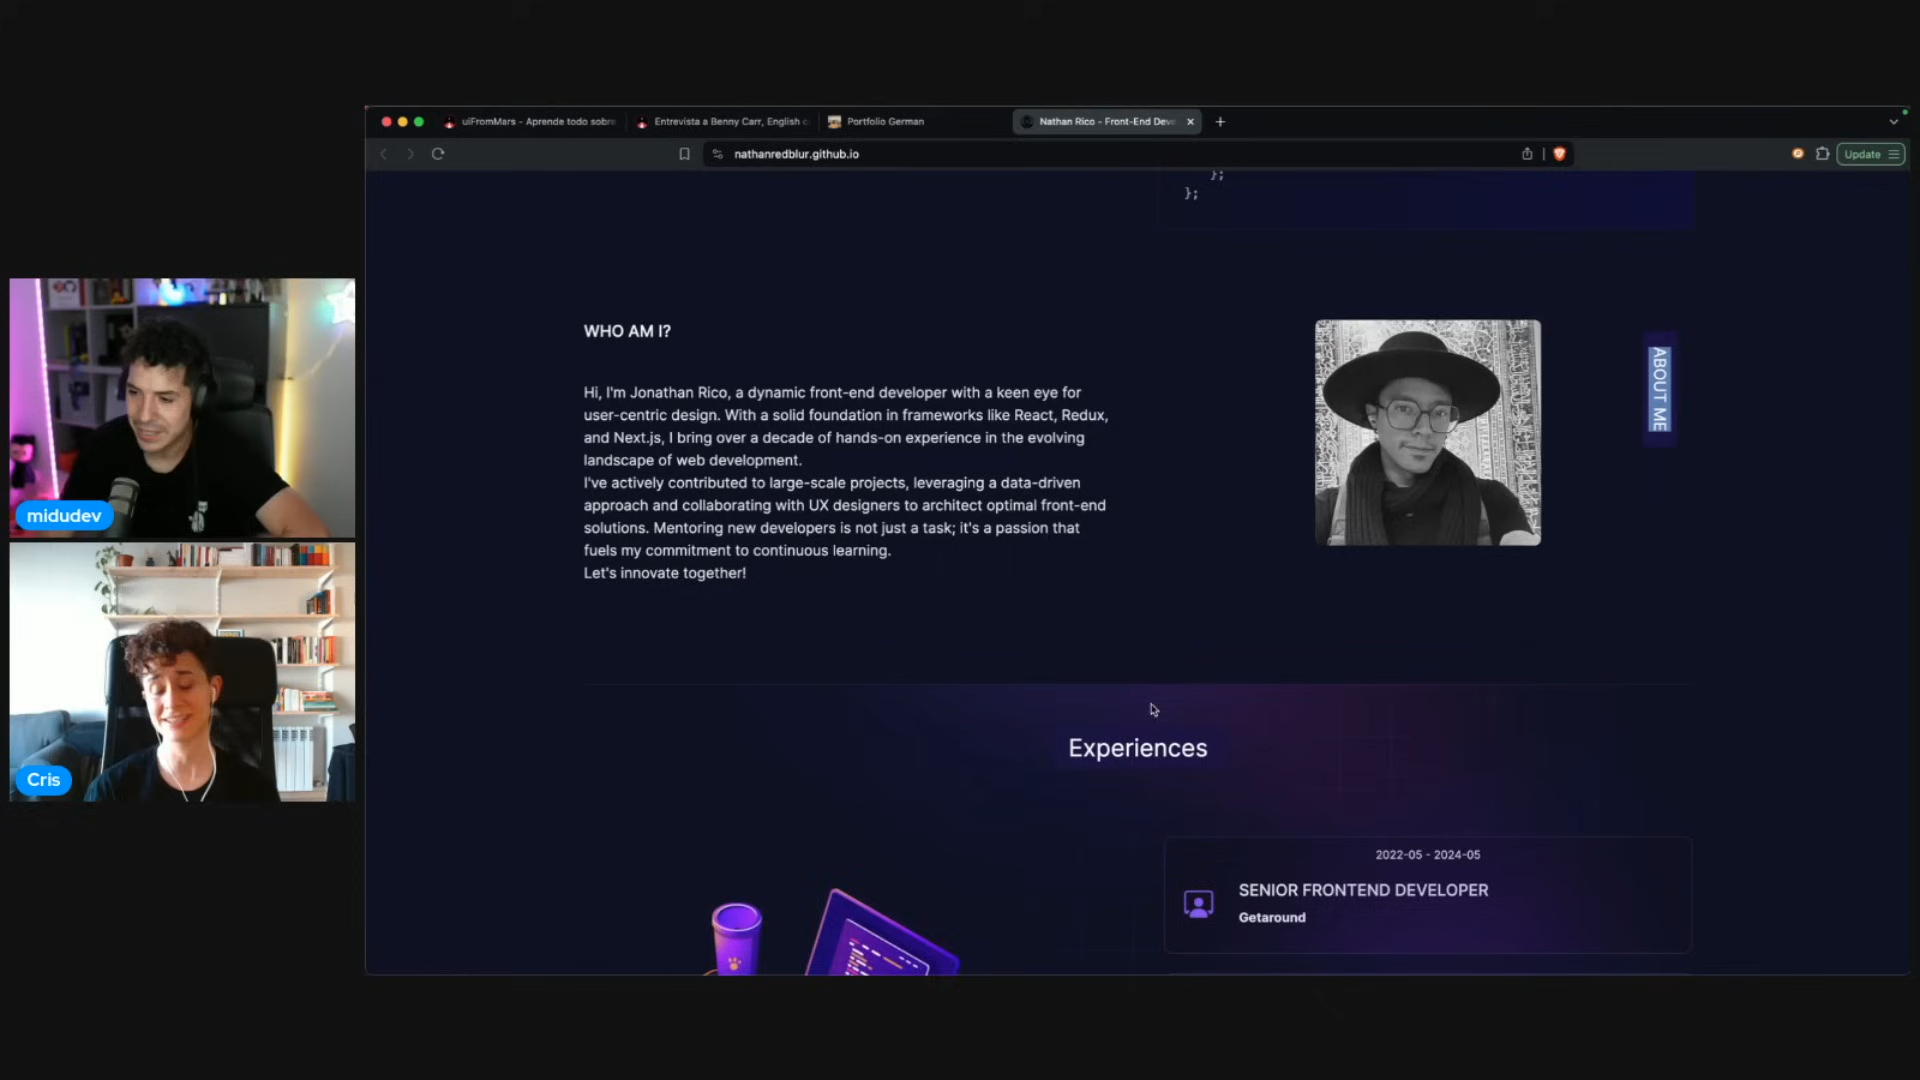 uiFromMars - Aprende todo sobre
Entrevista a Benny Carr, English
Portfolio German
Nathan Rico - Front-End Deve
nathanredblur.github.io
Update
};
};
WHO AM I?
Hi, I'm Jonathan Rico, a dynamic front-end developer with a keen eye for
user-centric design. With a solid foundation in frameworks like React, Redux,
and Next.js, I bring over a decade of hands-on experience in the evolving
landscape of web development.
I've actively contributed to large-scale projects, leveraging a data-driven
approach and collaborating with UX designers to architect optimal front-end
solutions. Mentoring new developers is not just a task; it's a passion that
fuels my commitment to continuous learning.
Let's innovate together!
ABOUT ME
midudev
Cris
Experiences
2022-05 - 2024-05
SENIOR FRONTEND DEVELOPER
Getaround